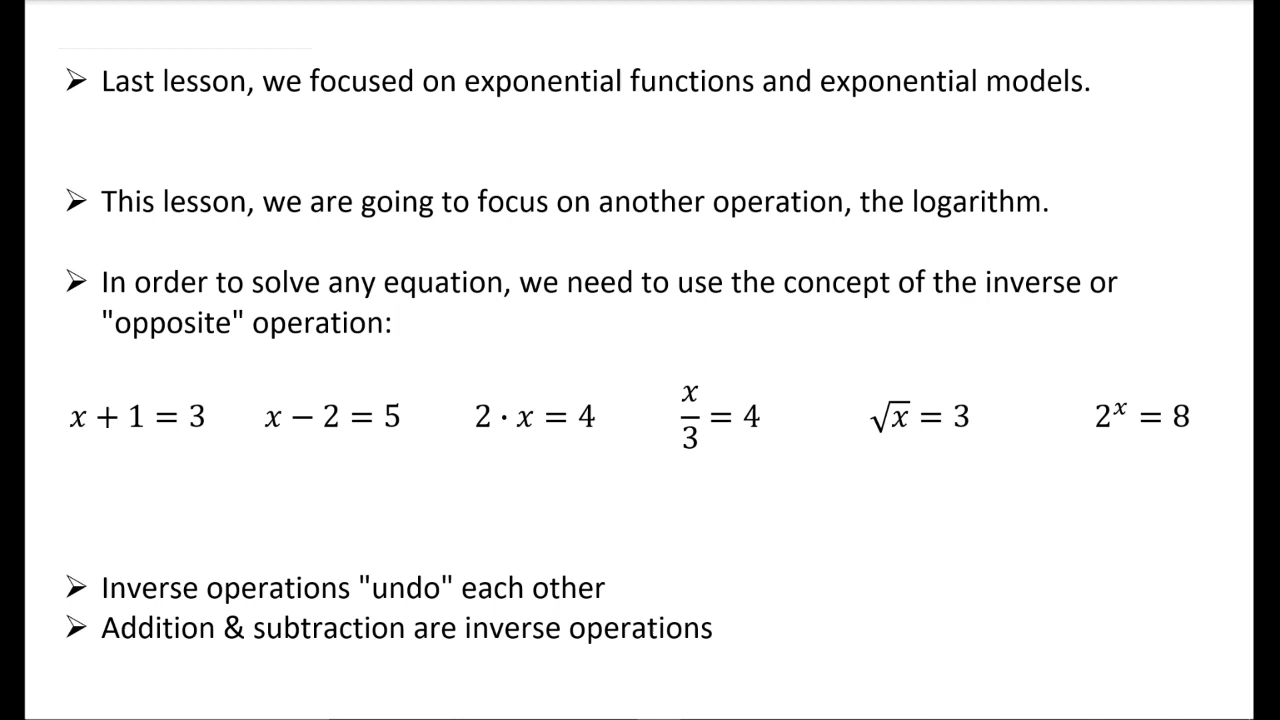 ➢ Last lesson, we focused on exponential functions and exponential models.
➢ This lesson, we are going to focus on another operation, the logarithm.
➢ In order to solve any equation, we need to use the concept of the inverse or
"opposite" operation:
x + 1 = 3 x − 2 = 5 2 · x = 4 x/3 = 4 √x = 3 2ˣ = 8
➢ Inverse operations "undo" each other
➢ Addition & subtraction are inverse operations